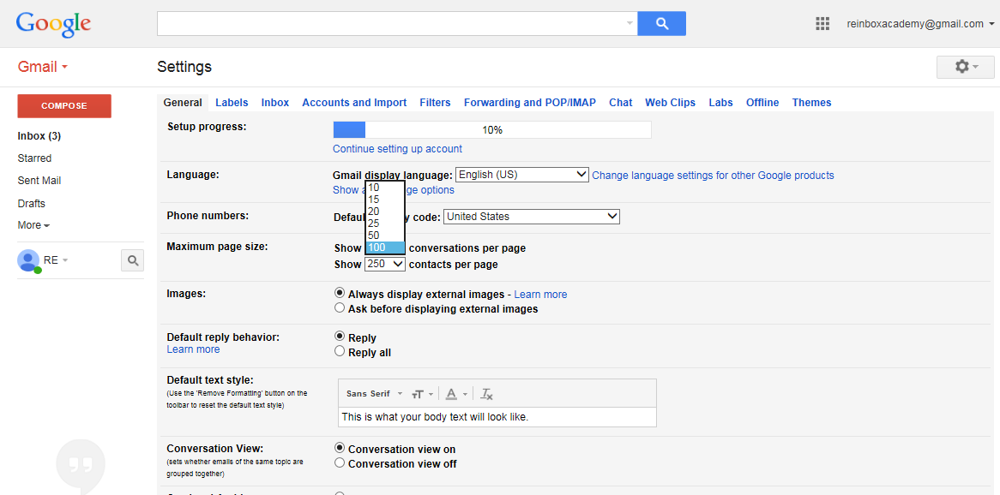 Google
reinboxacademy@gmail.com
Gmail
Settings
COMPOSE
Inbox (3)
Starred
Sent Mail
Drafts
More
RE
General Labels Inbox Accounts and Import Filters Forwarding and POP/IMAP Chat Web Clips Labs Offline Themes
Setup progress:
10%
Continue setting up account
Language:
Gmail display language: English (US) Change language settings for other Google products
Show
options
Phone numbers:
code: United States
10
15
20
25
50
100
Maximum page size:
Show conversations per page
Show 250 contacts per page
Images:
Always display external images - Learn more
Ask before displaying external images
Default reply behavior:
Learn more
Reply
Reply all
Default text style:
(Use the 'Remove Formatting' button on the
toolbar to reset the default text style)
Sans Serif
This is what your body text will look like.
Conversation View:
(sets whether emails of the same topic are
grouped together)
Conversation view on
Conversation view off